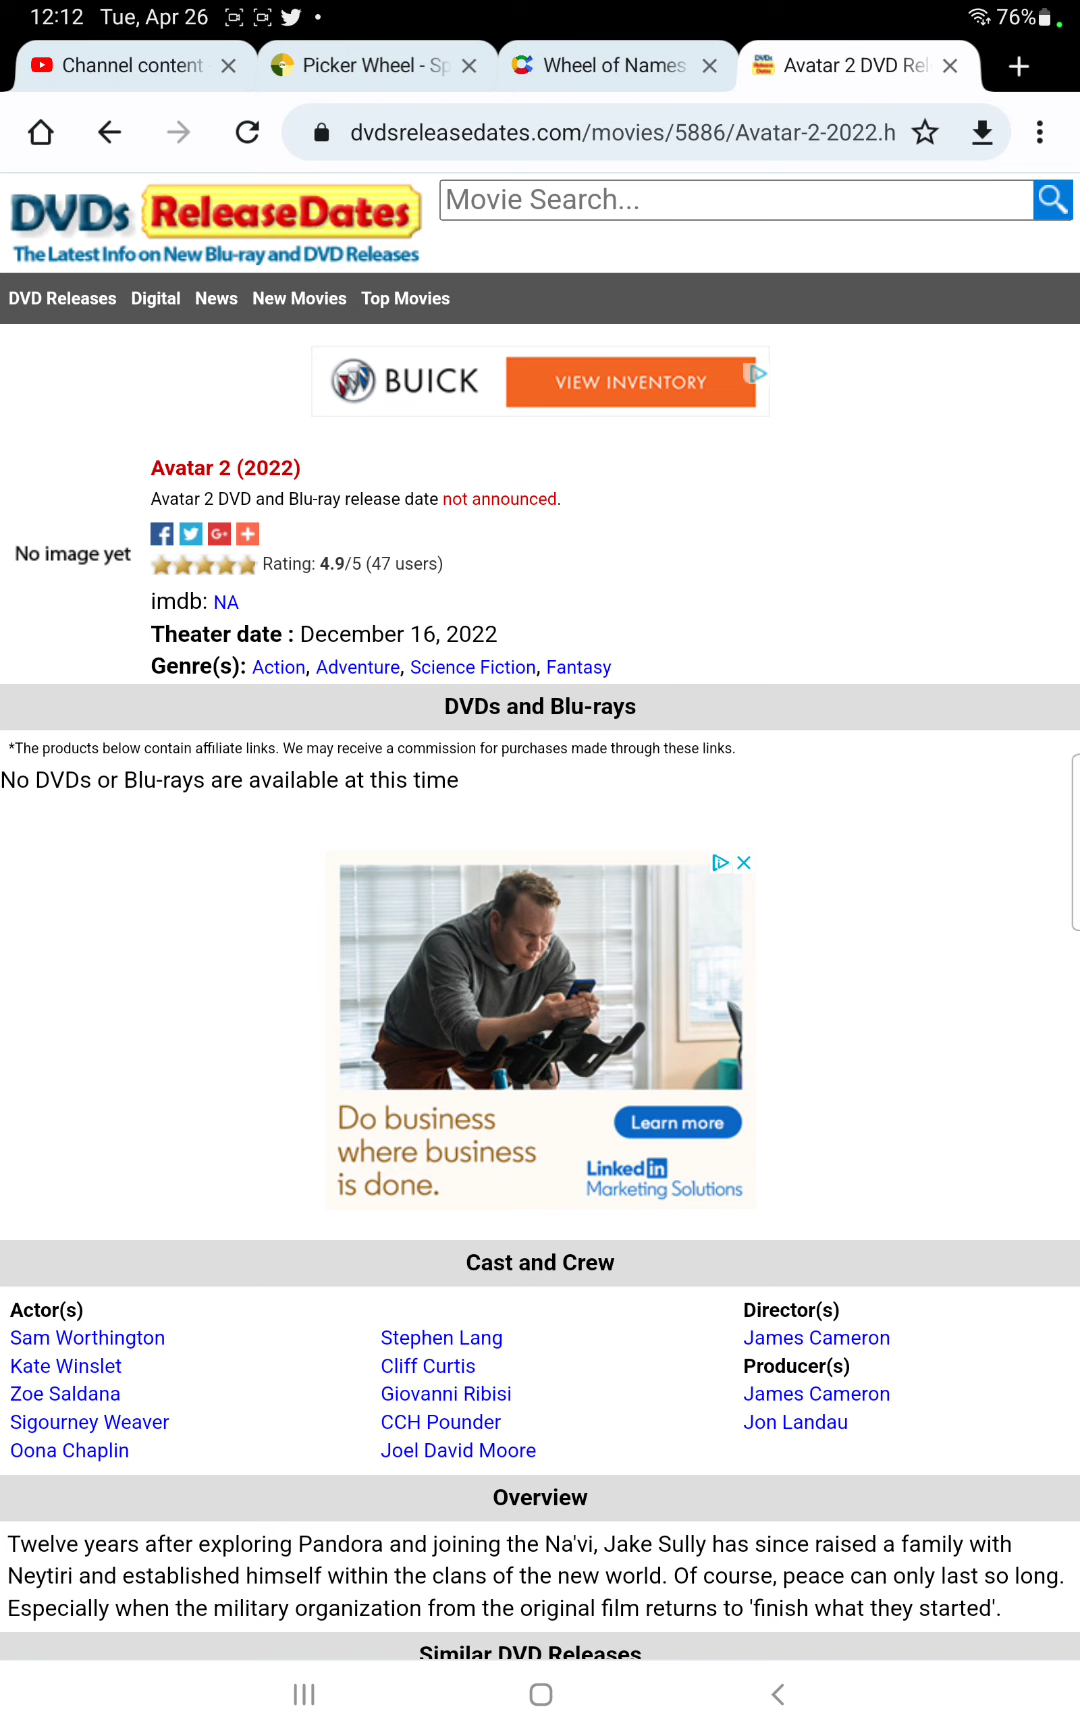 12:12 Tue, Apr 26
76%
Channel content
Picker Wheel - Sp
Wheel of Names
Avatar 2 DVD Rel
dvdsreleasedates.com/movies/5886/Avatar-2-2022.h
DVDs ReleaseDates
The Latest Info on New Blu-ray and DVD Releases
Movie Search...
DVD Releases Digital News New Movies Top Movies
BUICK VIEW INVENTORY
Avatar 2 (2022)
Avatar 2 DVD and Blu-ray release date not announced.
No image yet
Rating: 4.9/5 (47 users)
imdb: NA
Theater date : December 16, 2022
Genre(s): Action, Adventure, Science Fiction, Fantasy
DVDs and Blu-rays
*The products below contain affiliate links. We may receive a commission for purchases made through these links.
No DVDs or Blu-rays are available at this time
Do business
where business
is done.
Learn more
Linked in
Marketing Solutions
Cast and Crew
Actor(s)
Sam Worthington
Kate Winslet
Zoe Saldana
Sigourney Weaver
Oona Chaplin
Stephen Lang
Cliff Curtis
Giovanni Ribisi
CCH Pounder
Joel David Moore
Director(s)
James Cameron
Producer(s)
James Cameron
Jon Landau
Overview
Twelve years after exploring Pandora and joining the Na'vi, Jake Sully has since raised a family with
Neytiri and established himself within the clans of the new world. Of course, peace can only last so long.
Especially when the military organization from the original film returns to 'finish what they started'.
Similar DVD Releases